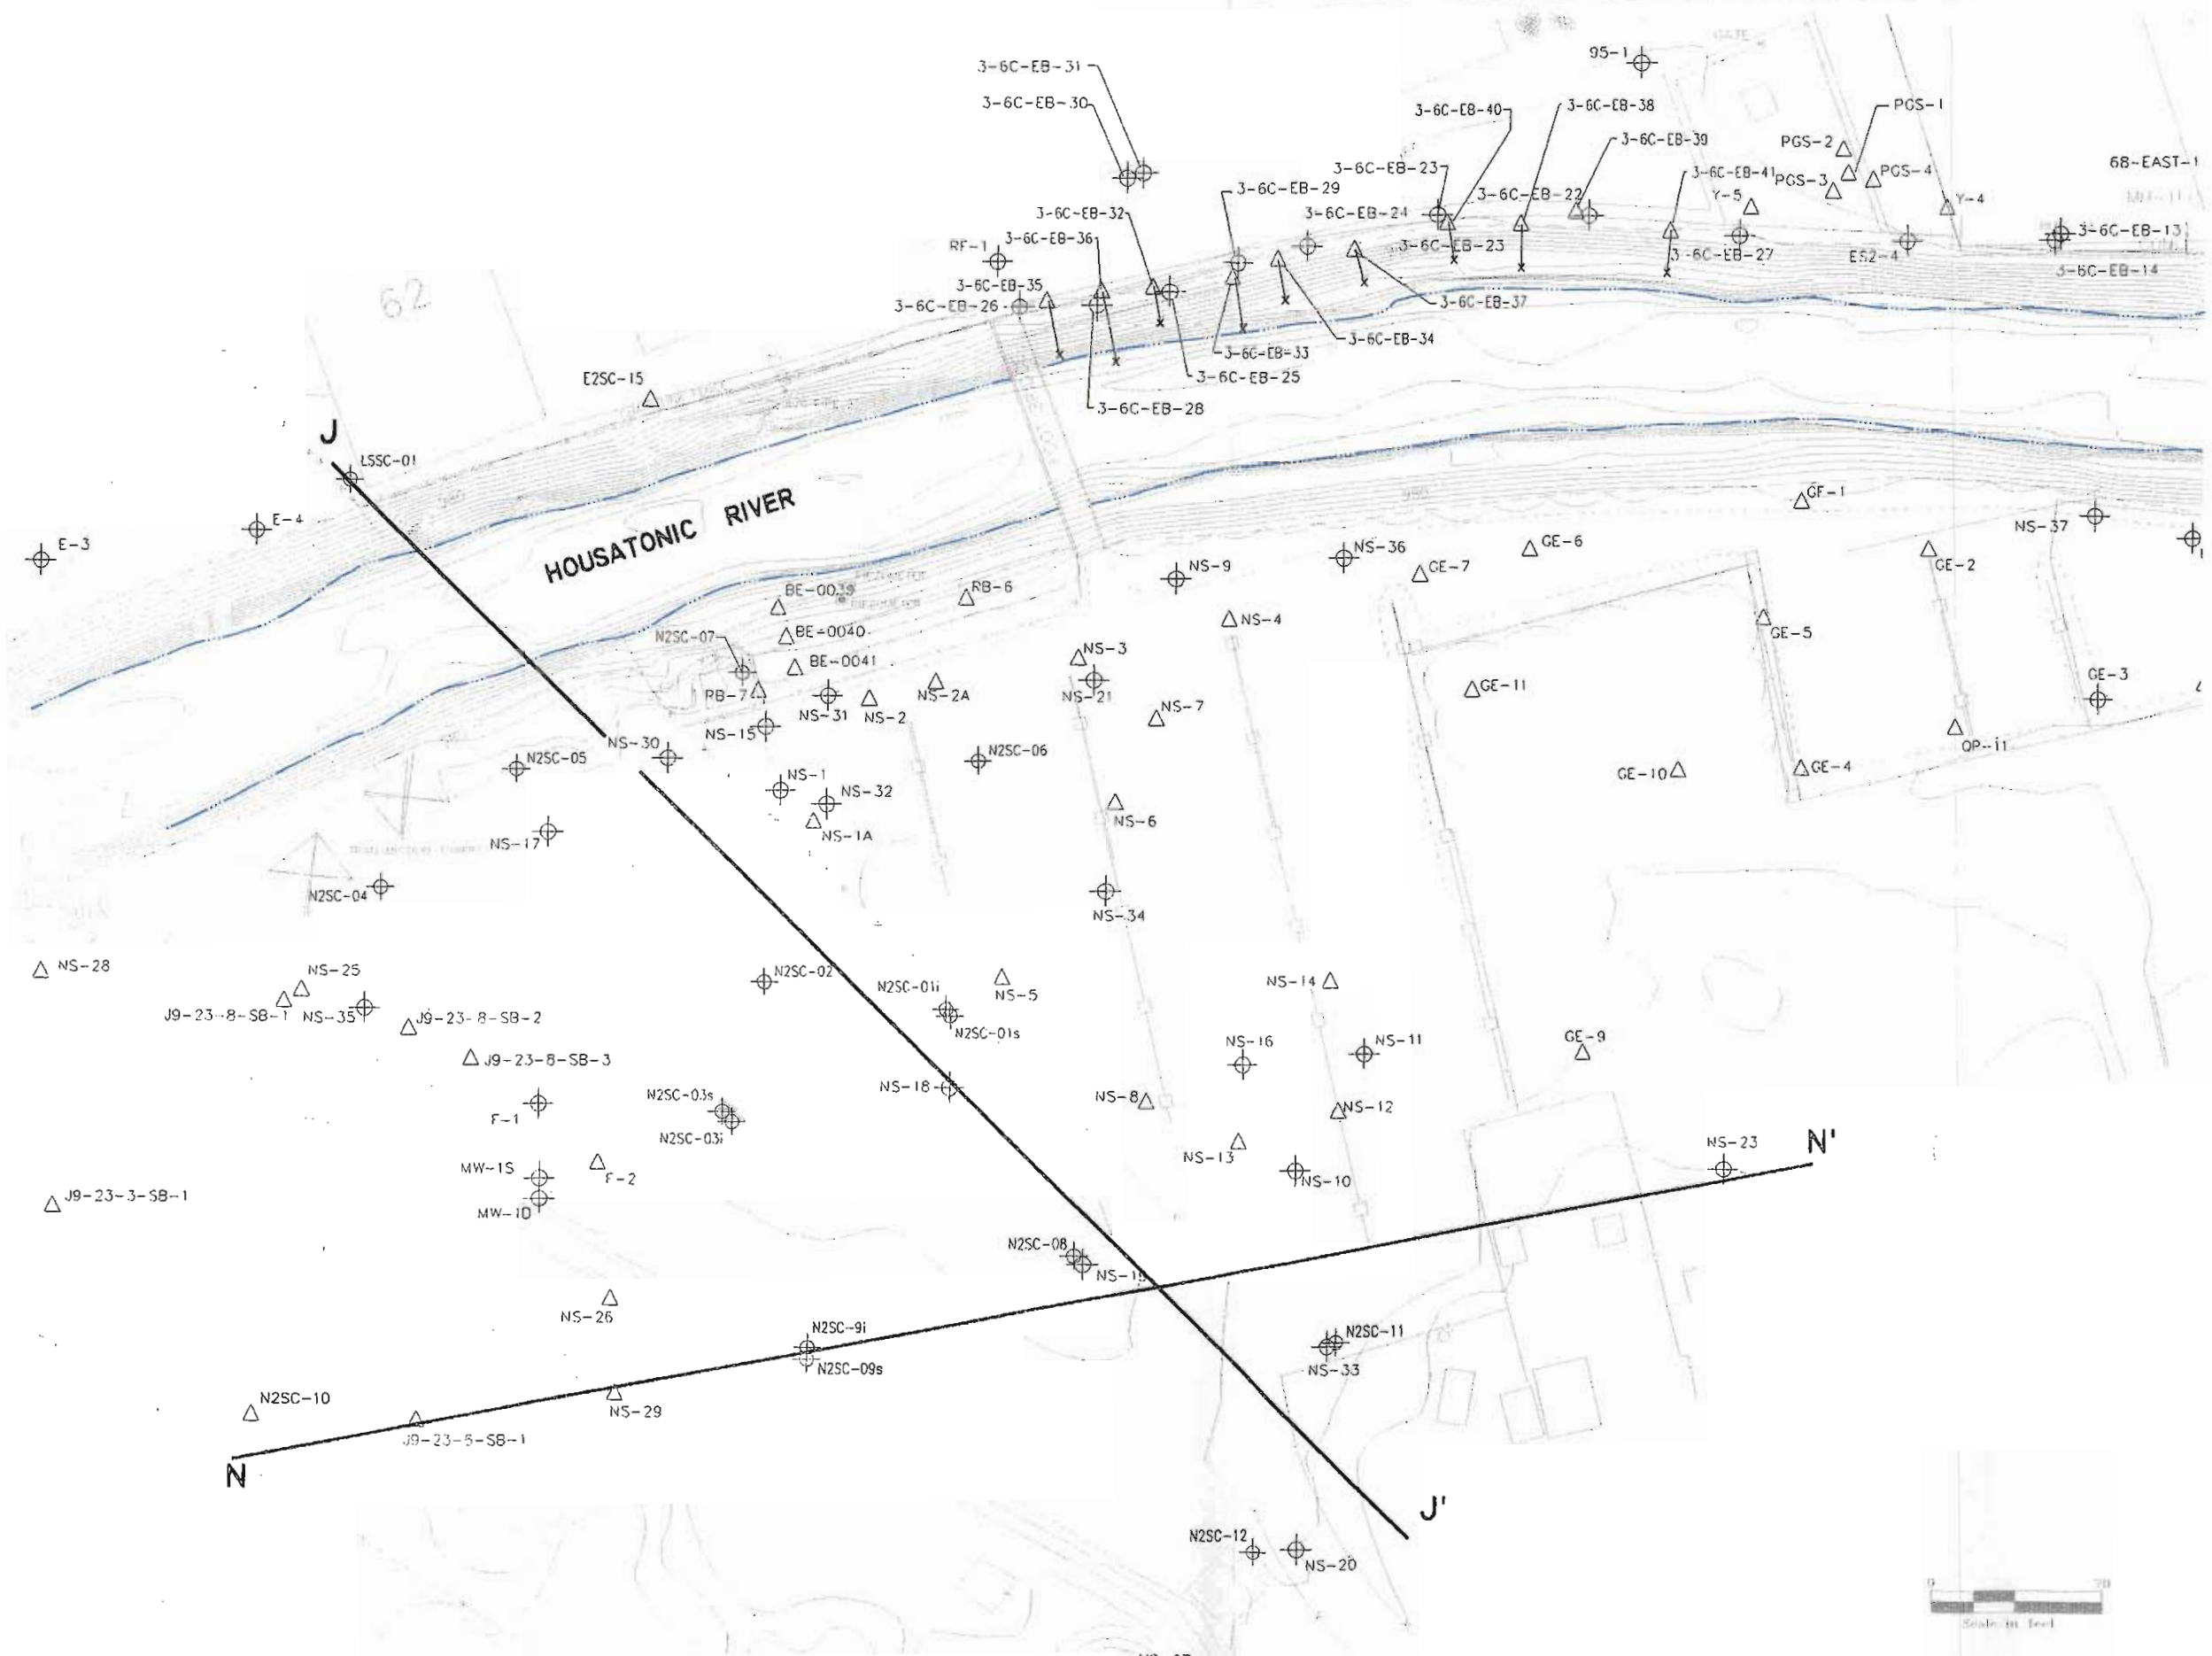 95-1
3-6C-EB-31
3-6C-EB-30
3-6C-EB-40
3-6C-EB-38
PGS-1
3-6C-EB-39
PGS-2
3-6C-EB-23
3-6C-EB-41
PGS-3
PGS-4
68-EAST-1
3-6C-EB-29
3-6C-EB-22
Y-5
Y-4
3-6C-EB-32
3-6C-EB-24
3-6C-EB-13
RF-1
3-6C-EB-36
3-6C-EB-23
3-6C-EB-27
ES2-4
3-6C-EB-14
3-6C-EB-35
3-6C-EB-26
3-6C-EB-37
62
3-6C-EB-34
3-6C-EB-33
E2SC-15
3-6C-EB-25
3-6C-EB-28
J
LSSC-01
GE-1
E-4
HOUSATONIC RIVER
NS-37
E-3
NS-36
GE-6
GE-7
GE-2
NS-9
BE-0039
RB-6
NS-4
N2SC-07
BE-0040
GE-5
BE-0041
NS-3
GE-3
RB-7
NS-2A
NS-21
GE-11
NS-31
NS-2
NS-7
NS-15
NS-30
N2SC-05
N2SC-06
OP-11
NS-1
NS-32
GE-10
GE-4
NS-1A
NS-6
NS-17
N2SC-04
NS-34
NS-28
NS-25
N2SC-02
N2SC-01i
NS-5
NS-14
J9-23-8-SB-1
NS-35
J9-23-8-SB-2
N2SC-01s
J9-23-8-SB-3
NS-16
NS-11
GE-9
N2SC-03s
NS-18
NS-8
NS-12
F-1
N2SC-03i
NS-13
NS-23
N'
MW-1S
F-2
NS-10
J9-23-3-SB-1
MW-1D
N2SC-08
NS-19
NS-26
N2SC-9i
N2SC-11
N2SC-09s
NS-33
N2SC-10
NS-29
J9-23-6-SB-1
N
J'
N2SC-12
NS-20
0 70
Scale in feet